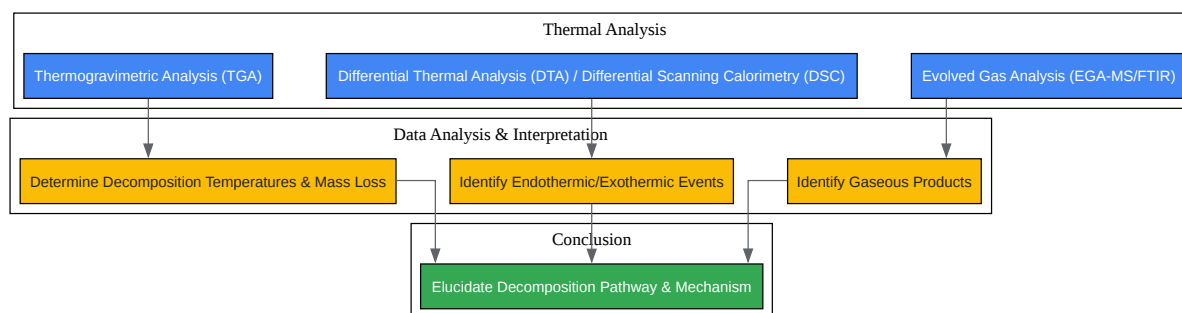 Thermal Analysis
Thermogravimetric Analysis (TGA)
Differential Thermal Analysis (DTA) / Differential Scanning Calorimetry (DSC)
Evolved Gas Analysis (EGA-MS/FTIR)
Data Analysis & Interpretation
Determine Decomposition Temperatures & Mass Loss
Identify Endothermic/Exothermic Events
Identify Gaseous Products
Conclusion
Elucidate Decomposition Pathway & Mechanism